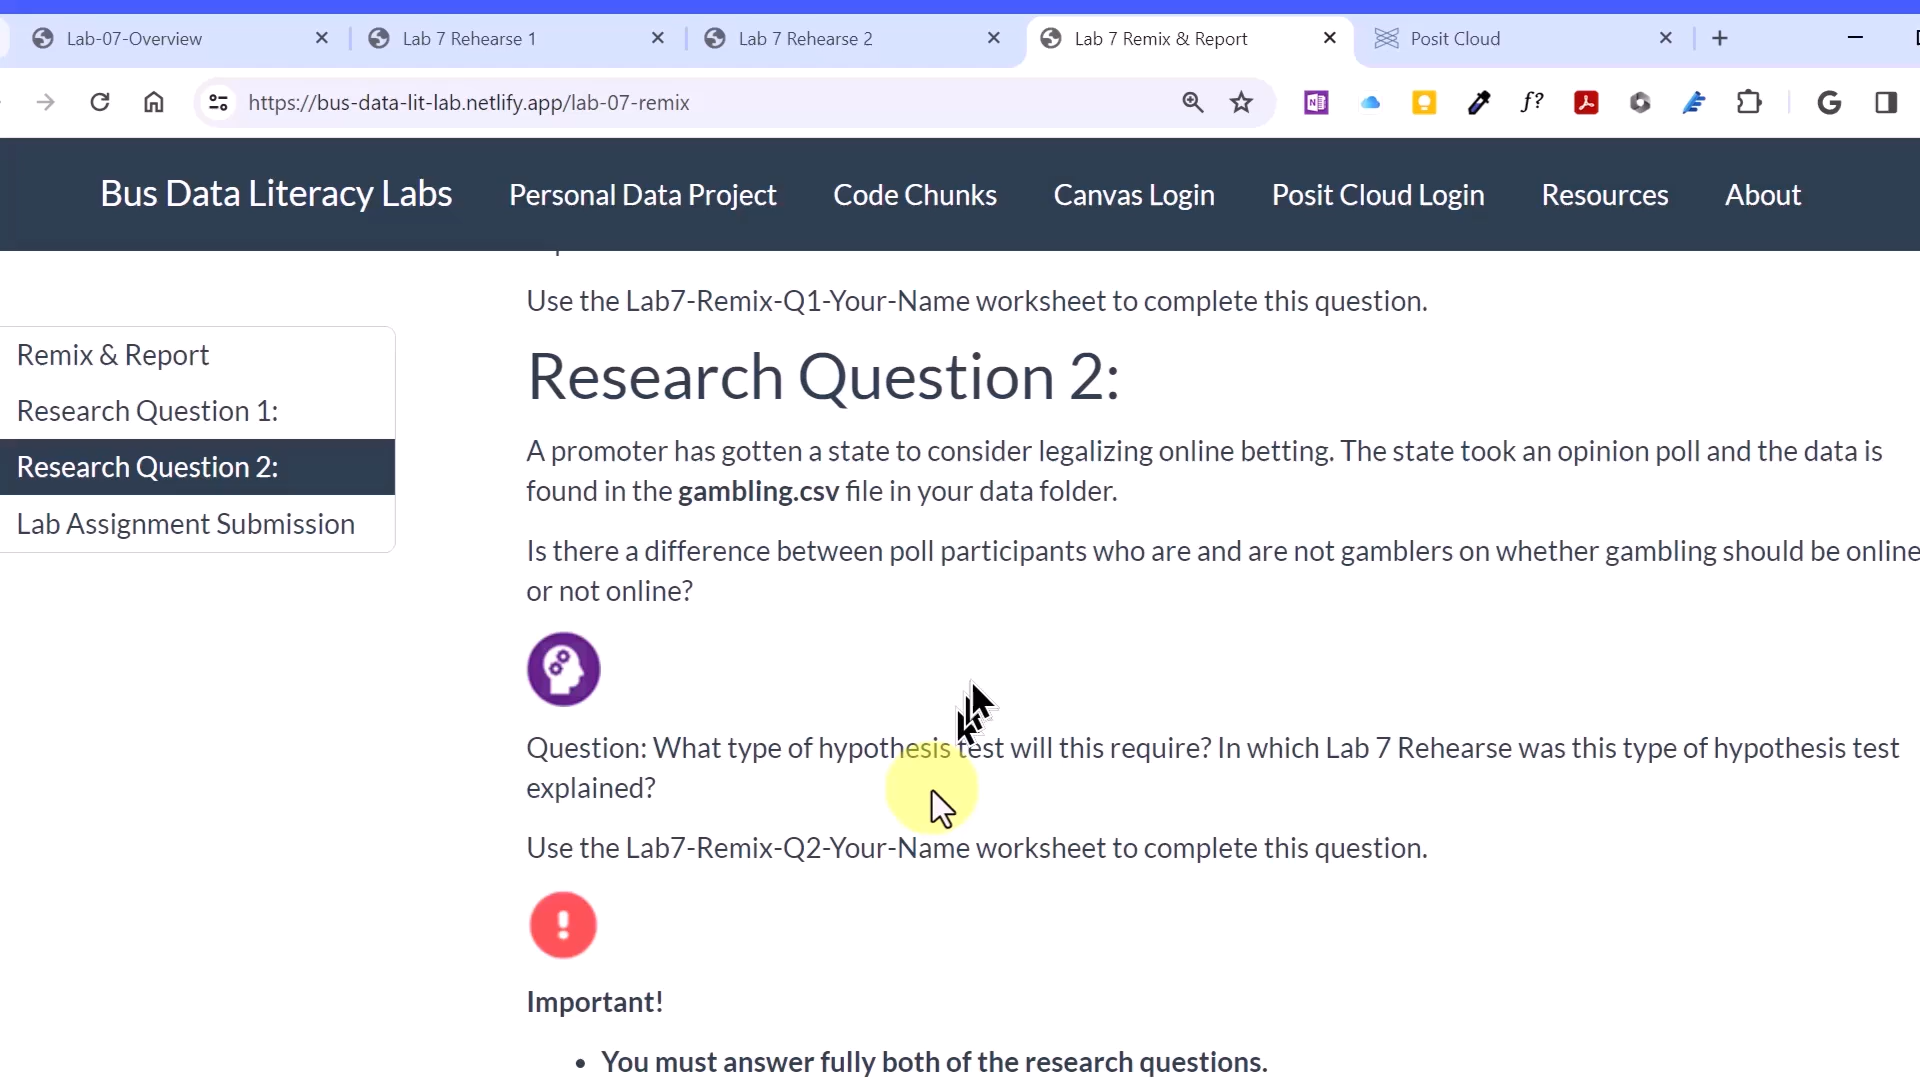 Lab-07-Overview
Lab 7 Rehearse 1
Lab 7 Rehearse 2
Lab 7 Remix & Report
Posit Cloud
https://bus-data-lit-lab.netlify.app/lab-07-remix
f?
Bus Data Literacy Labs
Personal Data Project
Code Chunks
Canvas Login
Posit Cloud Login
Resources
About
Remix & Report
Research Question 1:
Research Question 2:
Lab Assignment Submission
Use the Lab7-Remix-Q1-Your-Name worksheet to complete this question.
Research Question 2:
A promoter has gotten a state to consider legalizing online betting. The state took an opinion poll and the data is
found in the gambling.csv file in your data folder.
Is there a difference between poll participants who are and are not gamblers on whether gambling should be online
or not online?
Question: What type of hypothesis test will this require? In which Lab 7 Rehearse was this type of hypothesis test
explained?
Use the Lab7-Remix-Q2-Your-Name worksheet to complete this question.
Important!
• You must answer fully both of the research questions.